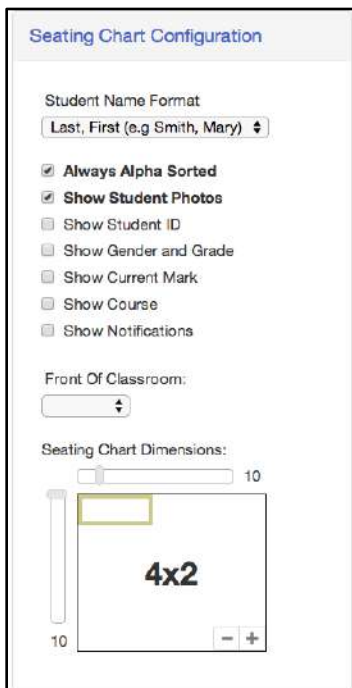 Seating Chart Configuration
Student Name Format
Last, First (e.g Smith, Mary)
Always Alpha Sorted
Show Student Photos
Show Student ID
Show Gender and Grade
Show Current Mark
Show Course
Show Notifications
Front Of Classroom:
Seating Chart Dimensions:
10
4x2
10
− +